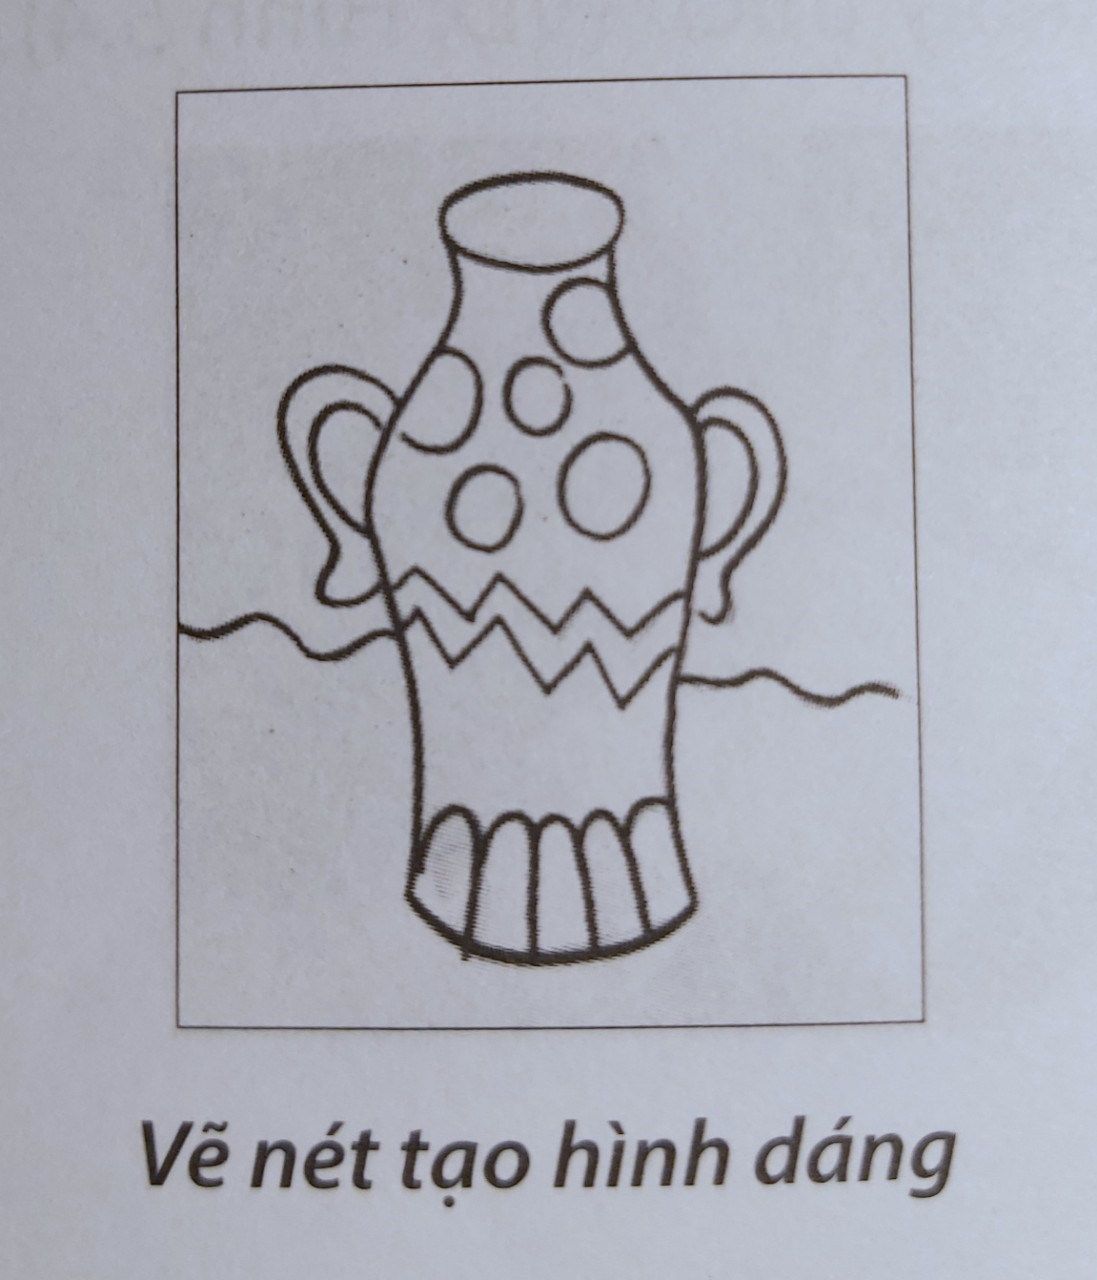 Vẽ nét tạo hình dáng